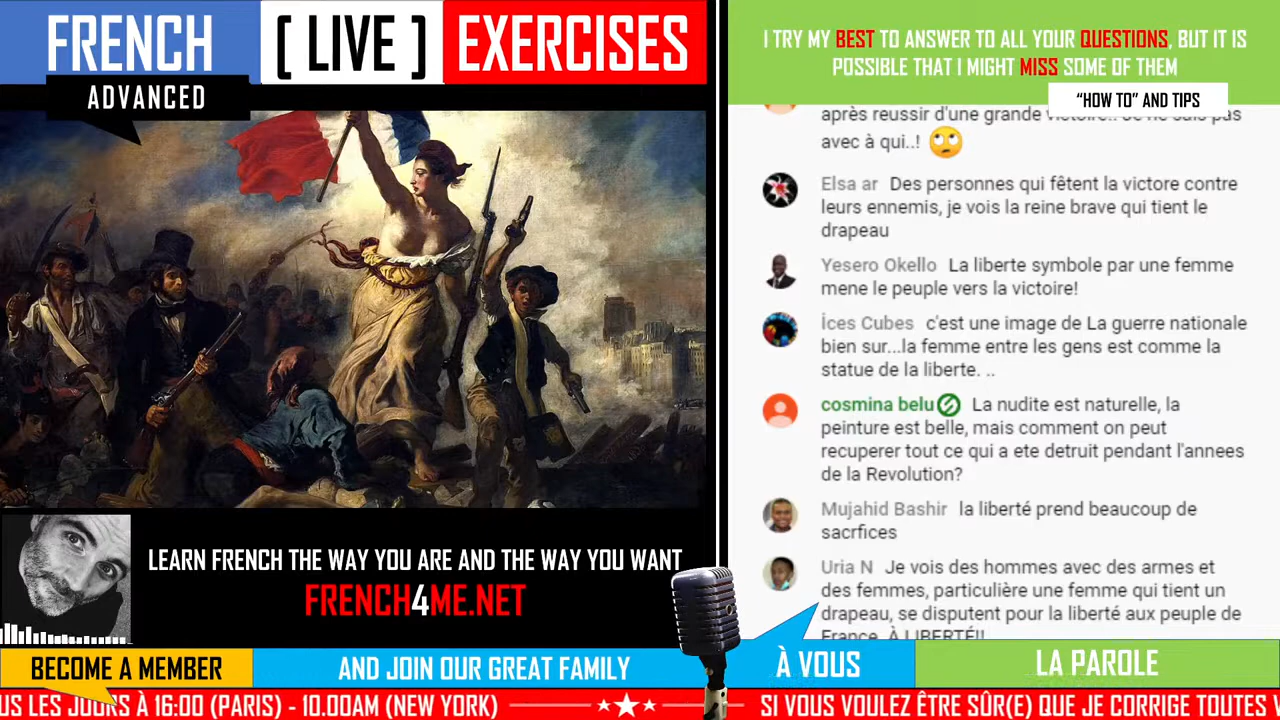 FRENCH
[ LIVE ]
EXERCISES
ADVANCED
I TRY MY BEST TO ANSWER TO ALL YOUR QUESTIONS, BUT IT IS
POSSIBLE THAT I MIGHT MISS SOME OF THEM
“HOW TO” AND TIPS
après reussir d'une grande victoire.. Je ne sais pas
avec à qui..! 🙄
Elsa ar Des personnes qui fêtent la victore contre
leurs ennemis, je vois la reine brave qui tient le
drapeau
Yesero Okello La liberte symbole par une femme
mene le peuple vers la victoire!
İces Cubes c'est une image de La guerre nationale
bien sur...la femme entre les gens est comme la
statue de la liberte. ..
cosmina belu La nudite est naturelle, la
peinture est belle, mais comment on peut
recuperer tout ce qui a ete detruit pendant l'annees
de la Revolution?
Mujahid Bashir la liberté prend beaucoup de
sacrfices
Uria N Je vois des hommes avec des armes et
des femmes, particulière une femme qui tient un
drapeau, se disputent pour la liberté aux peuple de
France. À LIBERTÉ!!
LEARN FRENCH THE WAY YOU ARE AND THE WAY YOU WANT
FRENCH4ME.NET
BECOME A MEMBER
AND JOIN OUR GREAT FAMILY
À VOUS
LA PAROLE
US LES JOURS À 16:00 (PARIS) - 10.00AM (NEW YORK)
SI VOUS VOULEZ ÊTRE SÛR(E) QUE JE CORRIGE TOUTES V